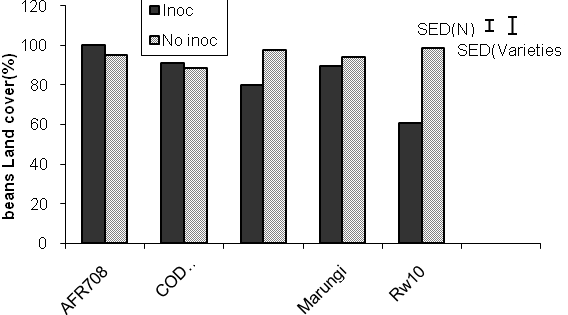 120
100
80
60
40
20
0
beans Land cover(%)
Inoc
No inoc
SED(N)
SED(Varieties
AFR708
COD...
Marungi
Rw10